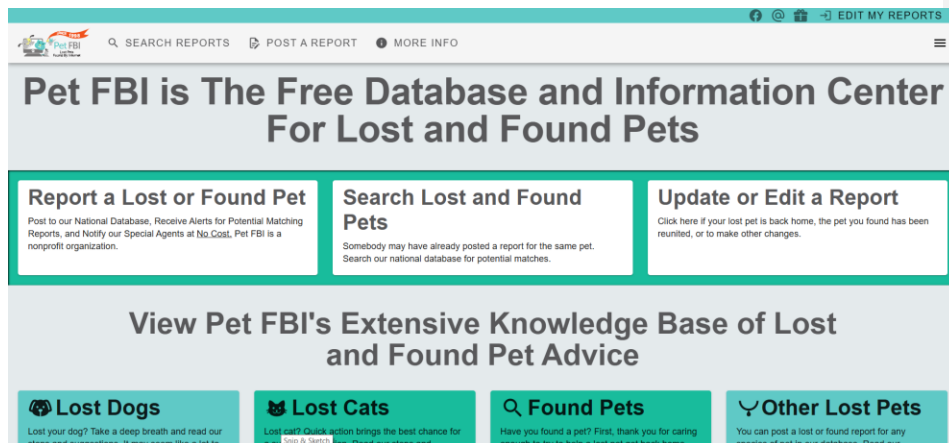 EDIT MY REPORTS
Pet FBI
SEARCH REPORTS
POST A REPORT
MORE INFO
Pet FBI is The Free Database and Information Center
For Lost and Found Pets
Report a Lost or Found Pet
Post to our National Database, Receive Alerts for Potential Matching
Reports, and Notify our Special Agents at No Cost. Pet FBI is a
nonprofit organization.
Search Lost and Found
Pets
Somebody may have already posted a report for the same pet.
Search our national database for potential matches.
Update or Edit a Report
Click here if your lost pet is back home, the pet you found has been
reunited, or to make other changes.
View Pet FBI's Extensive Knowledge Base of Lost
and Found Pet Advice
Lost Dogs
Lost your dog? Take a deep breath and read our
Lost Cats
Lost cat? Quick action brings the best chance for
Snip & Sketch
Found Pets
Have you found a pet? First, thank you for caring
Other Lost Pets
You can post a lost or found report for any